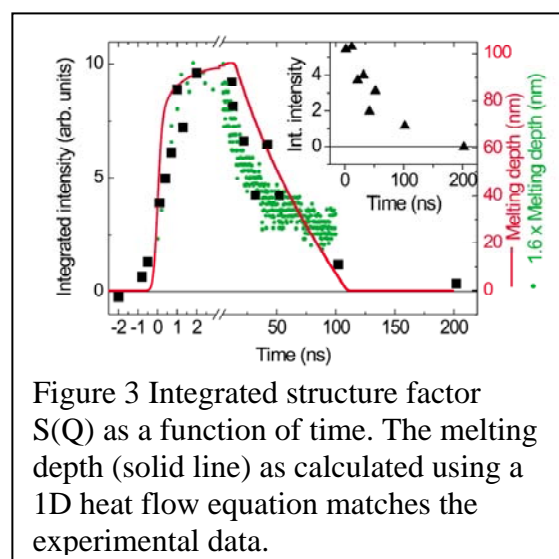 10
5
0
Integrated intensity (arb. units)
-2 -1 0 1 2 50 100 150 200
Time (ns)
Int. intensity
4
2
0
0 50 100 150 200
Time (ns)
100
80
60
40
20
0
Melting depth (nm)
1.6 x Melting depth (nm)
Figure 3 Integrated structure factor
S(Q) as a function of time. The melting
depth (solid line) as calculated using a
1D heat flow equation matches the
experimental data.